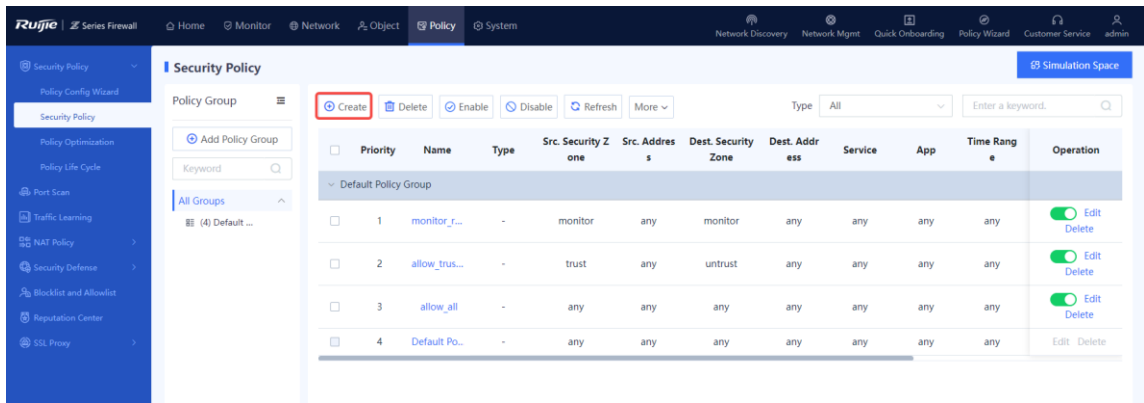 Ruijie | Z Series Firewall
Home Monitor Network Object Policy System
Network Discovery Network Mgmt Quick Onboarding Policy Wizard Customer Service admin
Security Policy
Policy Config Wizard
Security Policy
Policy Optimization
Policy Life Cycle
Port Scan
Traffic Learning
NAT Policy
Security Defense
Blocklist and Allowlist
Reputation Center
SSL Proxy
Security Policy
Simulation Space
Policy Group
Add Policy Group
Keyword
All Groups
(4) Default ...
Create Delete Enable Disable Refresh More Type All Enter a keyword.
Priority Name Type Src. Security Z Src. Addres Dest. Security Dest. Addr Service App Time Rang Operation
one s Zone ess e
Default Policy Group
1 monitor_r... - monitor any monitor any any any any Edit
Delete
2 allow_trus... - trust any untrust any any any any Edit
Delete
3 allow_all - any any any any any any any Edit
Delete
4 Default Po... - any any any any any any any Edit Delete